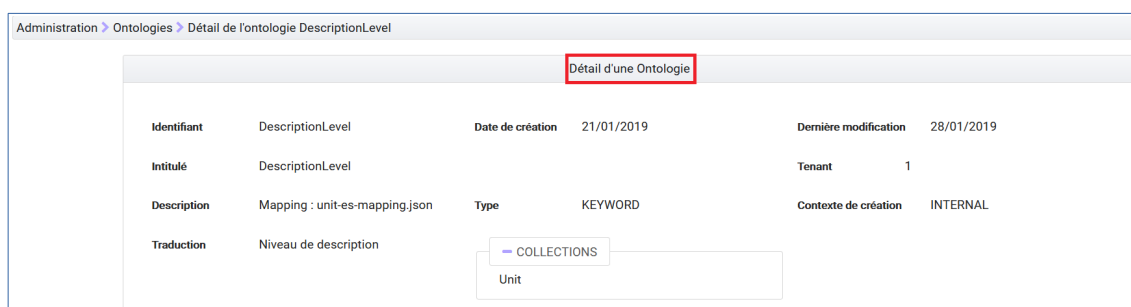 Administration > Ontologies > Détail de l'ontologie DescriptionLevel
Détail d'une Ontologie
Identifiant DescriptionLevel Date de création 21/01/2019 Dernière modification 28/01/2019
Intitulé DescriptionLevel Tenant 1
Description Mapping : unit-es-mapping.json Type KEYWORD Contexte de création INTERNAL
Traduction Niveau de description
COLLECTIONS
Unit